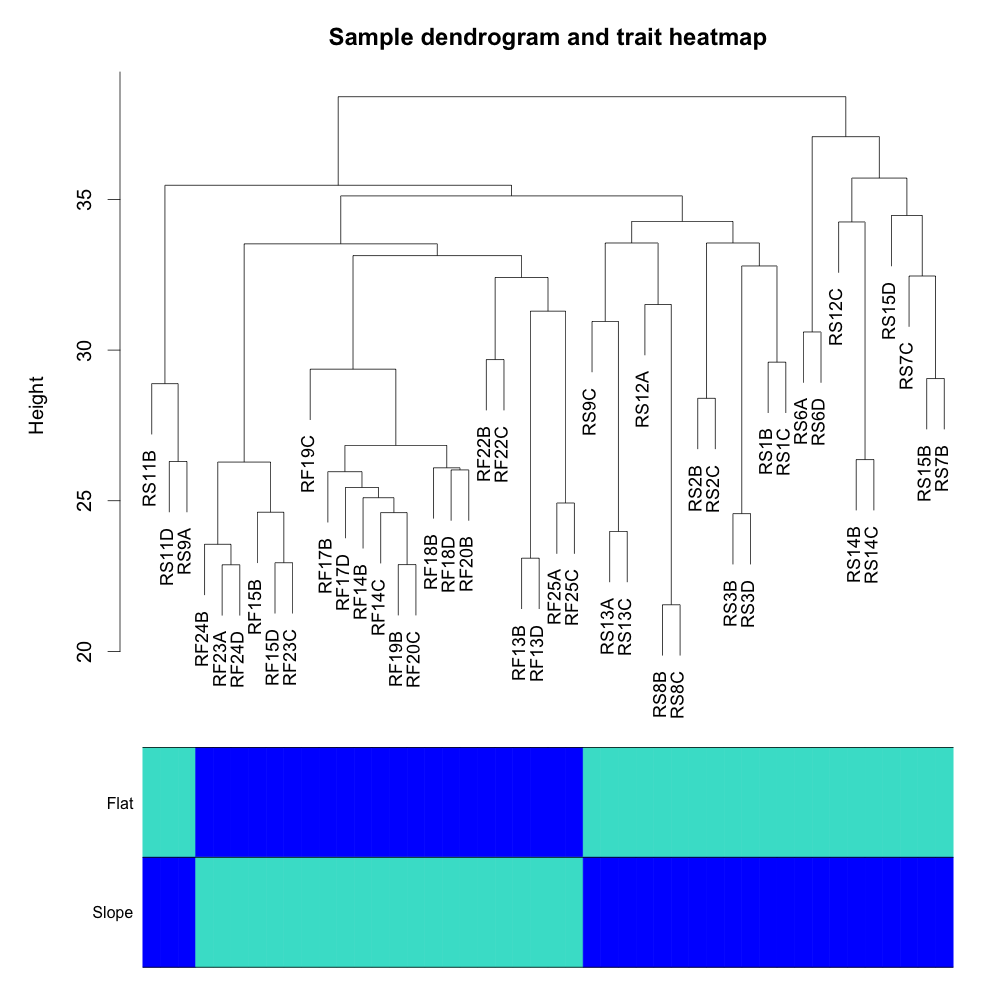 Sample dendrogram and trait heatmap
Height
35
30
25
20
RS11B
RS11D
RS9A
RF24B
RF23A
RF24D
RF15B
RF15D
RF23C
RF19C
RF17B
RF17D
RF14B
RF14C
RF19B
RF20C
RF18B
RF18D
RF20B
RF22B
RF22C
RF13B
RF13D
RF25A
RF25C
RS9C
RS13A
RS13C
RS12A
RS8B
RS8C
RS2B
RS2C
RS3B
RS3D
RS1B
RS1C
RS6A
RS6D
RS12C
RS14B
RS14C
RS15D
RS7C
RS15B
RS7B
Flat
Slope